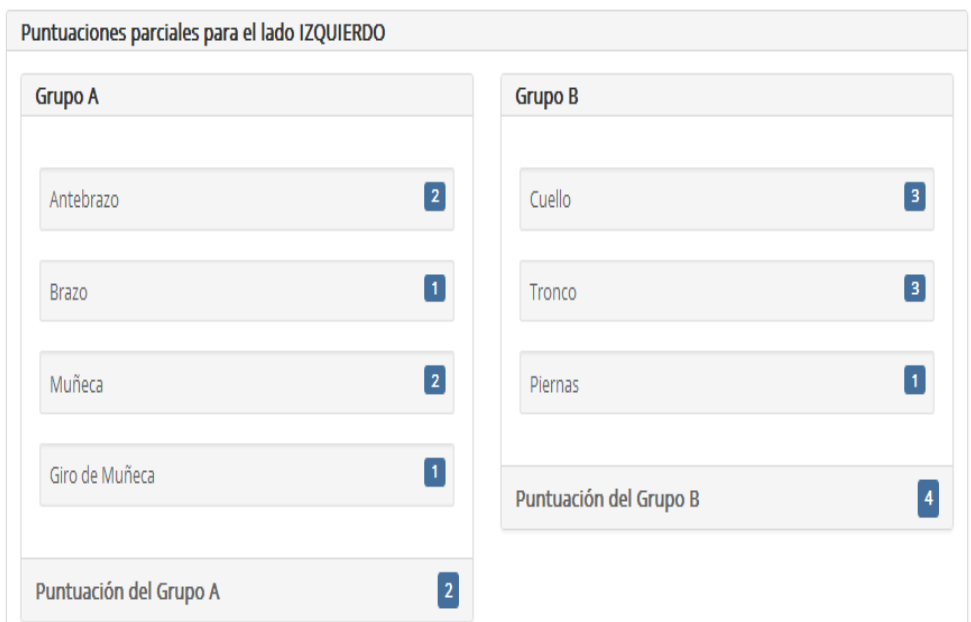 Puntuaciones parciales para el lado IZQUIERDO
Grupo A
Antebrazo 2
Brazo 1
Muñeca 2
Giro de Muñeca 1
Puntuación del Grupo A 2
Grupo B
Cuello 3
Tronco 3
Piernas 1
Puntuación del Grupo B 4